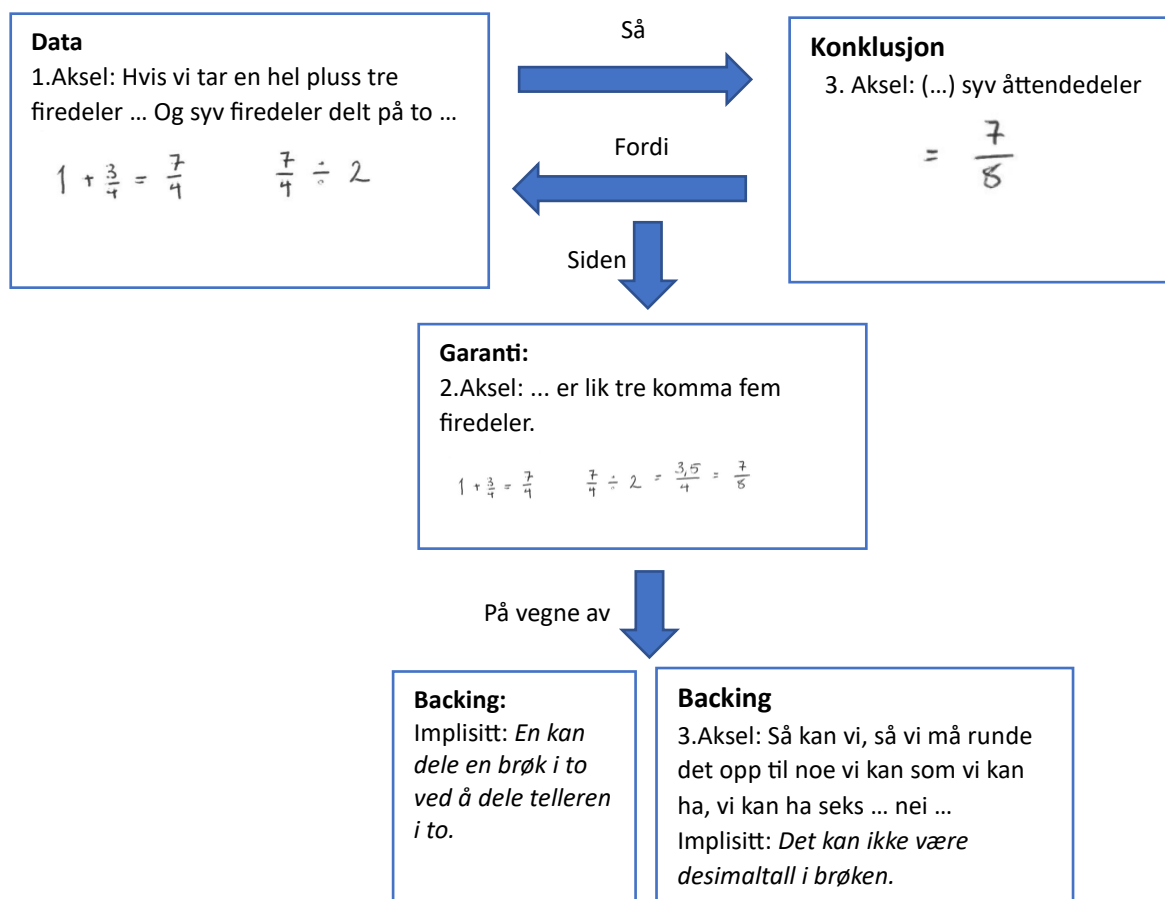 Data
1.Aksel: Hvis vi tar en hel pluss tre
firedeler ... Og syv firedeler delt på to ...
1 + 3/4 = 7/4    7/4 ÷ 2
Så
Fordi
Siden
Konklusjon
3. Aksel: (...) syv åttendedeler
= 7/8
Garanti:
2.Aksel: ... er lik tre komma fem
firedeler.
1 + 3/4 = 7/4    7/4 ÷ 2 = 3,5/4 = 7/8
På vegne av
Backing:
Implisitt: En kan
dele en brøk i to
ved å dele telleren
i to.
Backing
3.Aksel: Så kan vi, så vi må runde
det opp til noe vi kan som vi kan
ha, vi kan ha seks ... nei ...
Implisitt: Det kan ikke være
desimaltall i brøken.